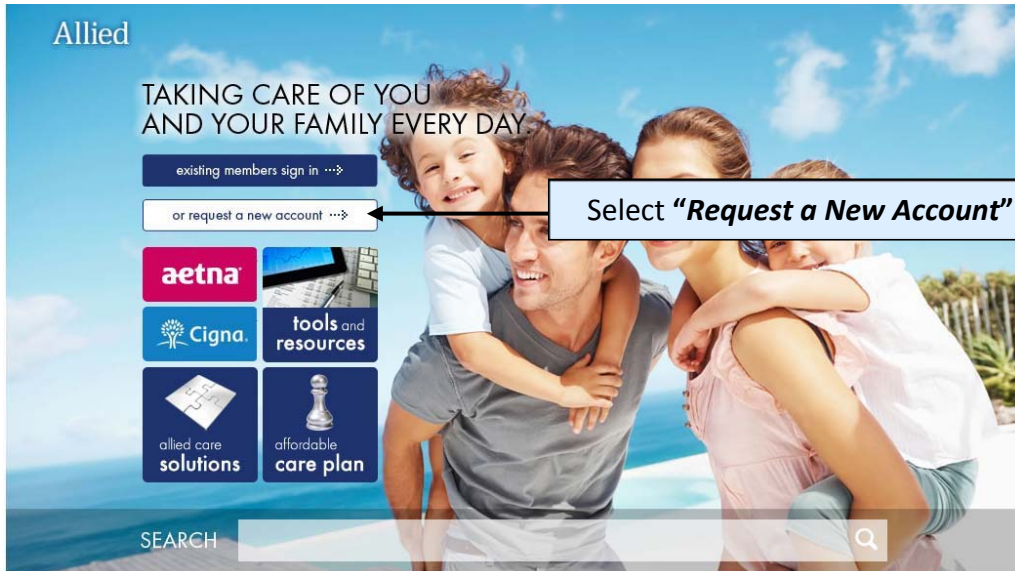 Allied
TAKING CARE OF YOU
AND YOUR FAMILY EVERY DAY.
existing members sign in
or request a new account
Select “Request a New Account”
aetna
Cigna.
tools and
resources
allied care
solutions
affordable
care plan
SEARCH